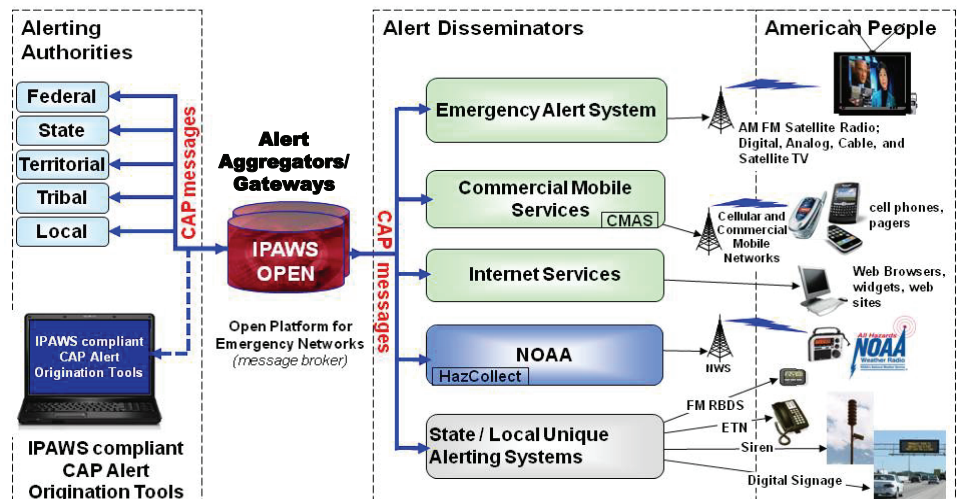 Alerting
Authorities
Federal
State
Territorial
Tribal
Local
CAP messages
IPAWS compliant
CAP Alert
Origination Tools
IPAWS compliant
CAP Alert
Origination Tools
Alert
Aggregators/
Gateways
IPAWS
OPEN
Open Platform for
Emergency Networks
(message broker)
CAP messages
Alert Disseminators
Emergency Alert System
Commercial Mobile
Services
CMAS
Internet Services
NOAA
HazCollect
State / Local Unique
Alerting Systems
American People
AM FM Satellite Radio;
Digital, Analog, Cable, and
Satellite TV
Cellular and
Commercial
Mobile
Networks
cell phones,
pagers
Web Browsers,
widgets, web
sites
NWS
All Hazards
NOAA
Weather Radio
FM RBDS
ETN
Siren
Digital Signage